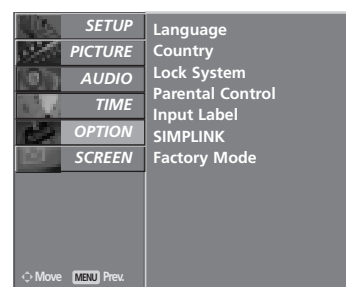 SETUP
PICTURE
AUDIO
TIME
OPTION
SCREEN
Move MENU Prev.
Language
Country
Lock System
Parental Control
Input Label
SIMPLINK
Factory Mode